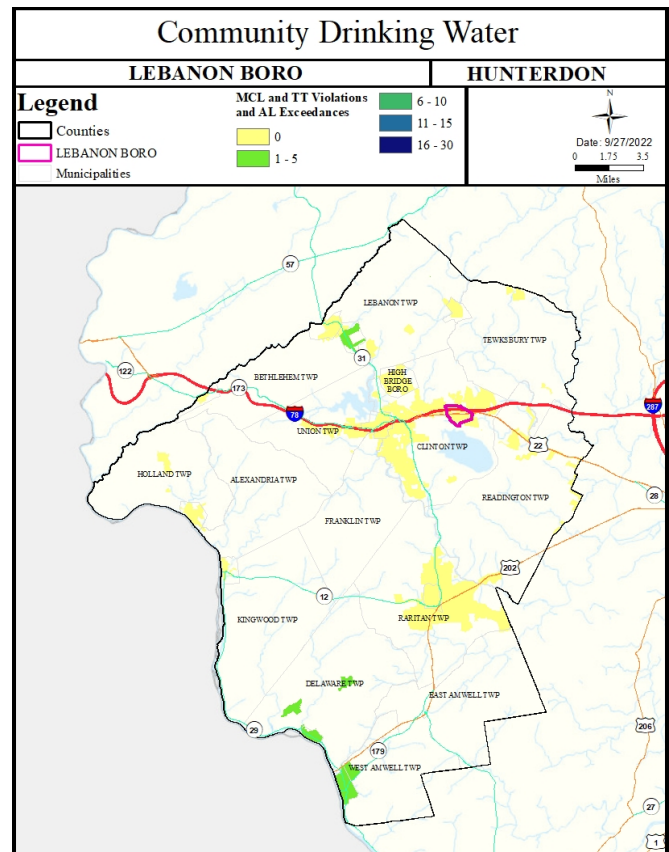 Community Drinking Water
LEBANON BORO
HUNTERDON
Legend
Counties
LEBANON BORO
Municipalities
MCL and TT Violations
and AL Exceedances
0
1 - 5
6 - 10
11 - 15
16 - 30
N
Date: 9/27/2022
0 1.75 3.5
Miles
57
LEBANON TWP
TEWKSBURY TWP
31
122
BETHLEHEM TWP
HIGH
BRIDGE
BORO
173
78
287
UNION TWP
CLINTON TWP
22
HOLLAND TWP
ALEXANDRIA TWP
READINGTON TWP
28
FRANKLIN TWP
202
12
KINGWOOD TWP
RARITAN TWP
DELAWARE TWP
EAST AMWELL TWP
29
206
179
WEST AMWELL TWP
27
1